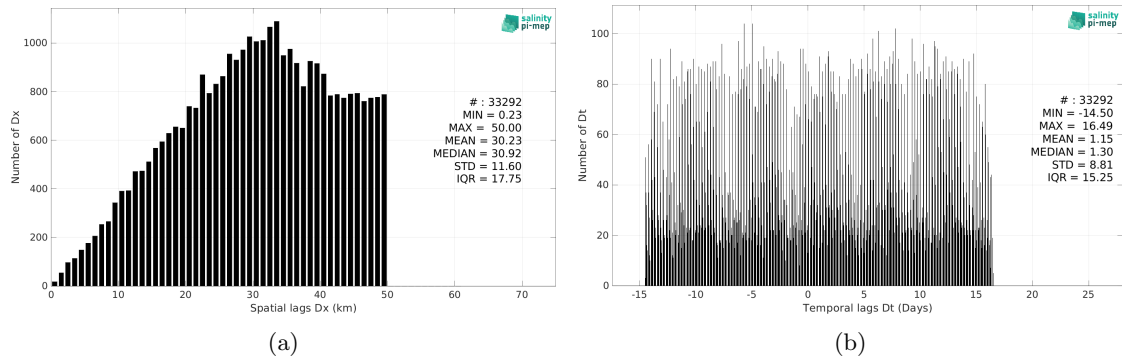 salinity
pi-mep
1000
800
600
400
200
0
Number of Dx
# : 33292
MIN = 0.23
MAX = 50.00
MEAN = 30.23
MEDIAN = 30.92
STD = 11.60
IQR = 17.75
0 10 20 30 40 50 60 70
Spatial lags Dx (km)
(a)
salinity
pi-mep
100
80
60
40
20
0
Number of Dt
# : 33292
MIN = -14.50
MAX = 16.49
MEAN = 1.15
MEDIAN = 1.30
STD = 8.81
IQR = 15.25
-15 -10 -5 0 5 10 15 20 25
Temporal lags Dt (Days)
(b)